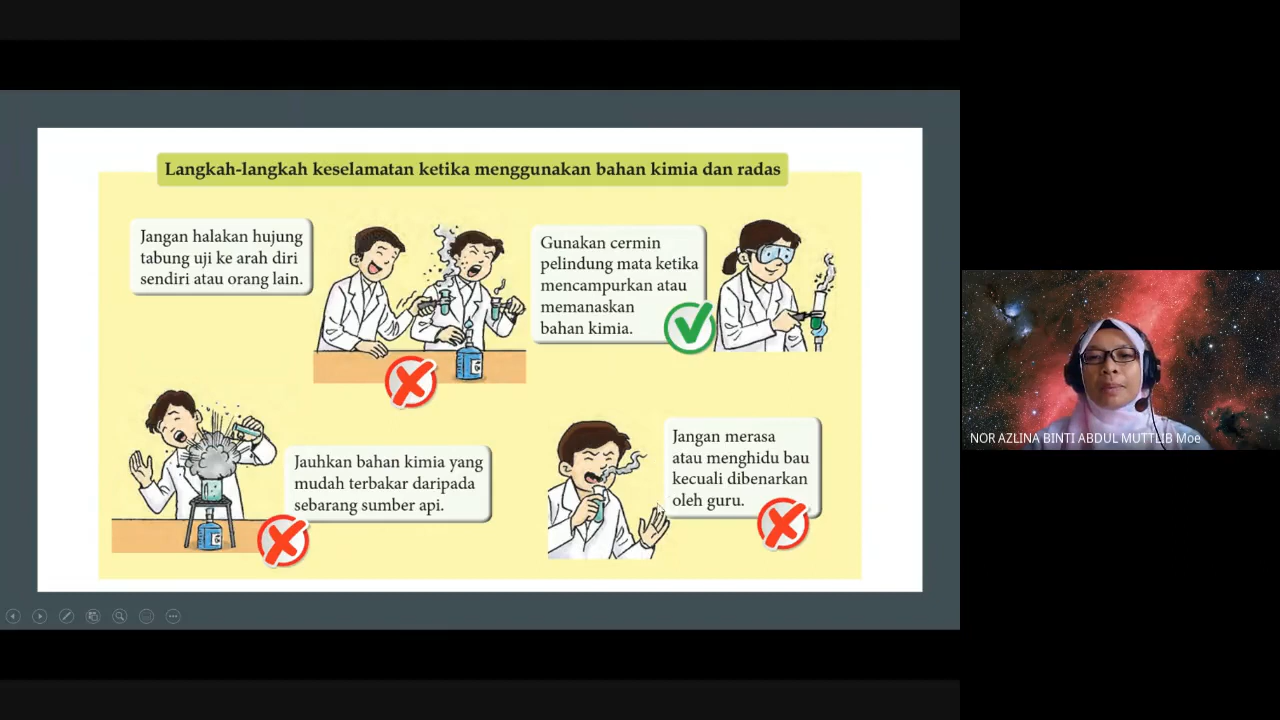 Langkah-langkah keselamatan ketika menggunakan bahan kimia dan radas
Jangan halakan hujung
tabung uji ke arah diri
sendiri atau orang lain.
Gunakan cermin
pelindung mata ketika
mencampurkan atau
memanaskan
bahan kimia.
Jauhkan bahan kimia yang
mudah terbakar daripada
sebarang sumber api.
Jangan merasa
atau menghidu bau
kecuali dibenarkan
oleh guru.
NOR AZLINA BINTI ABDUL MUTTLIB Moe